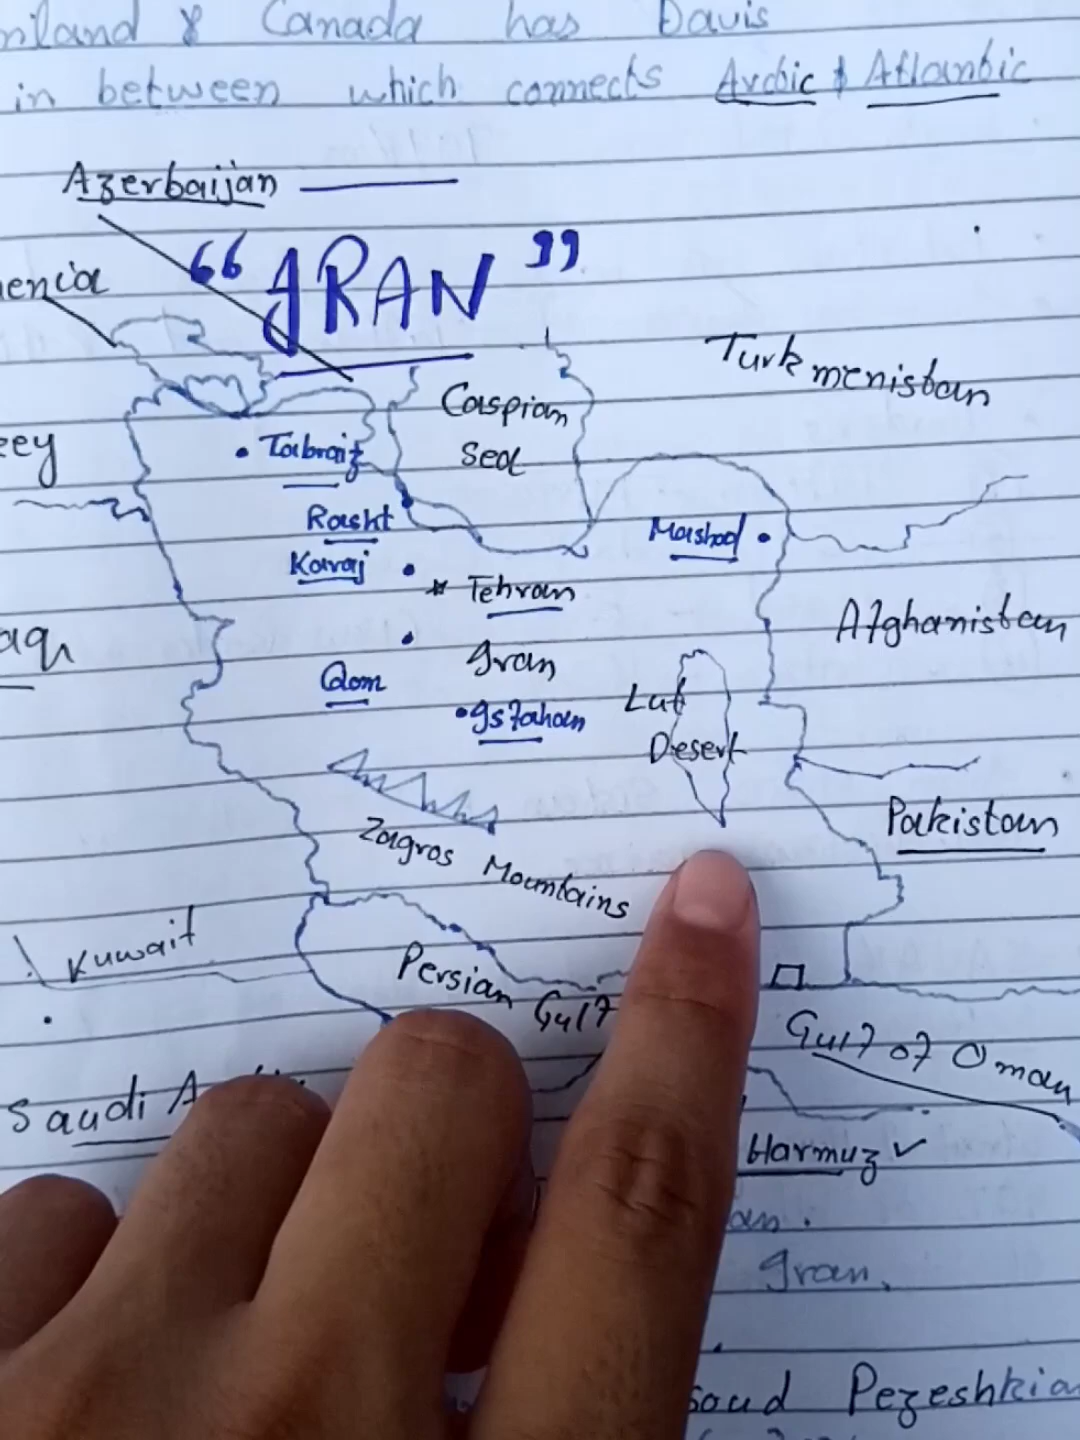 Canada has Davis
in between which connects Arctic & Atlantic
Azerbaijan
"IRAN"
Turkmenistan
Caspian
Sea
Tabraiz
Rasht
Mashad
Karaj
Tehran
Afghanistan
Iran
Qom
Lut
Isfahan
Desert
Pakistan
Zagros Mountains
Kuwait
Persian Gulf
Gulf of Oman
Saudi
Harmuz ✓
Iran.
Pezeshkia